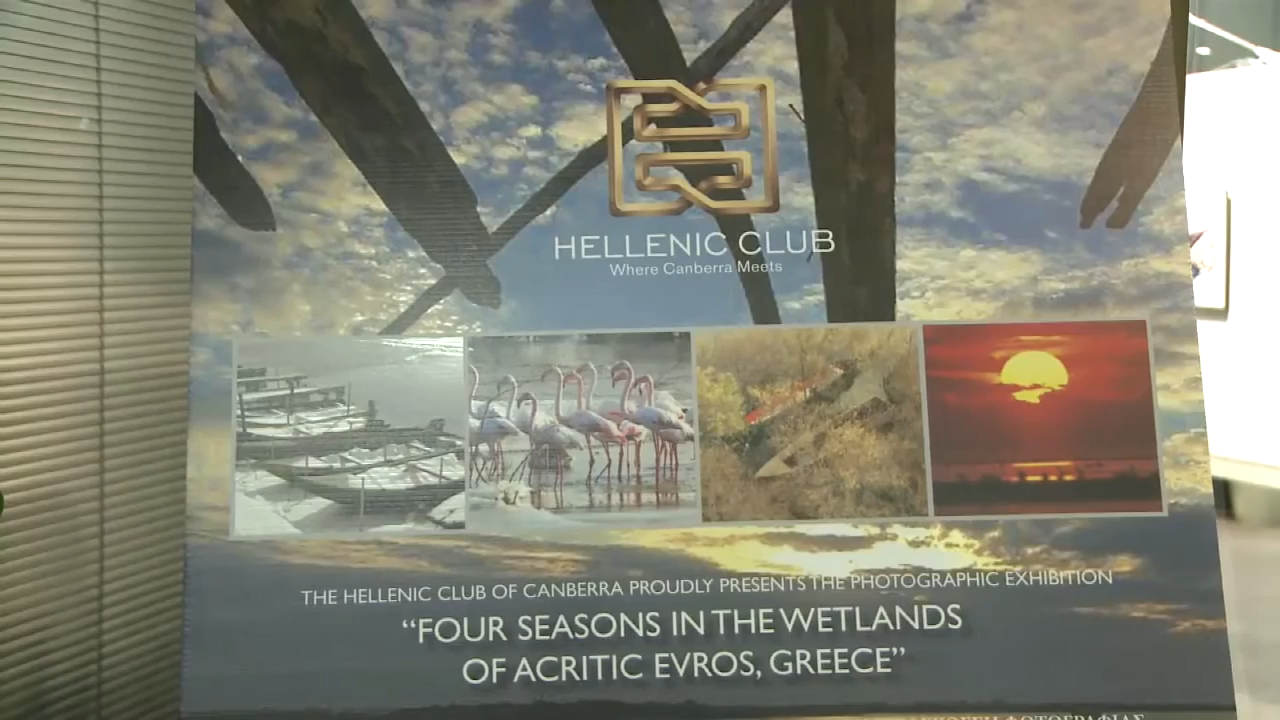 HELLENIC CLUB
Where Canberra Meets
THE HELLENIC CLUB OF CANBERRA PROUDLY PRESENTS THE PHOTOGRAPHIC EXHIBITION
“FOUR SEASONS IN THE WETLANDS
OF ACRITIC EVROS, GREECE”
ΦΩΤΟΓΡΑΦΙΑΣ